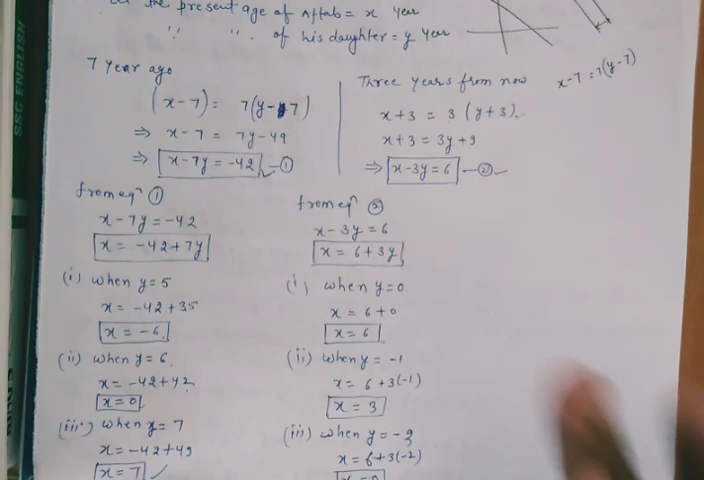 the present age of Aftab = x year
" " . of his daughter = y year
7 year ago
(x-7) = 7(y-7)
⇒ x-7 = 7y-49
⇒ x-7y = -42 —①
Three years from now
x-7=7(y-7)
x+3 = 3(y+3)
x+3 = 3y+9
⇒ x-3y = 6 —②
from eqⁿ ①
x-7y = -42
x = -42+7y
(i) when y=5
x = -42+35
x = -6
(ii) when y=6
x = -42+42
x=0
(iii) when y=7
x = -42+49
x=7
from eqⁿ ②
x-3y=6
x = 6+3y
(i) when y=0
x = 6+0
x = 6
(ii) when y = -1
x = 6+3(-1)
x = 3
(iii) when y = -2
x = 6+3(-2)
x=0
SSC ENGLISH